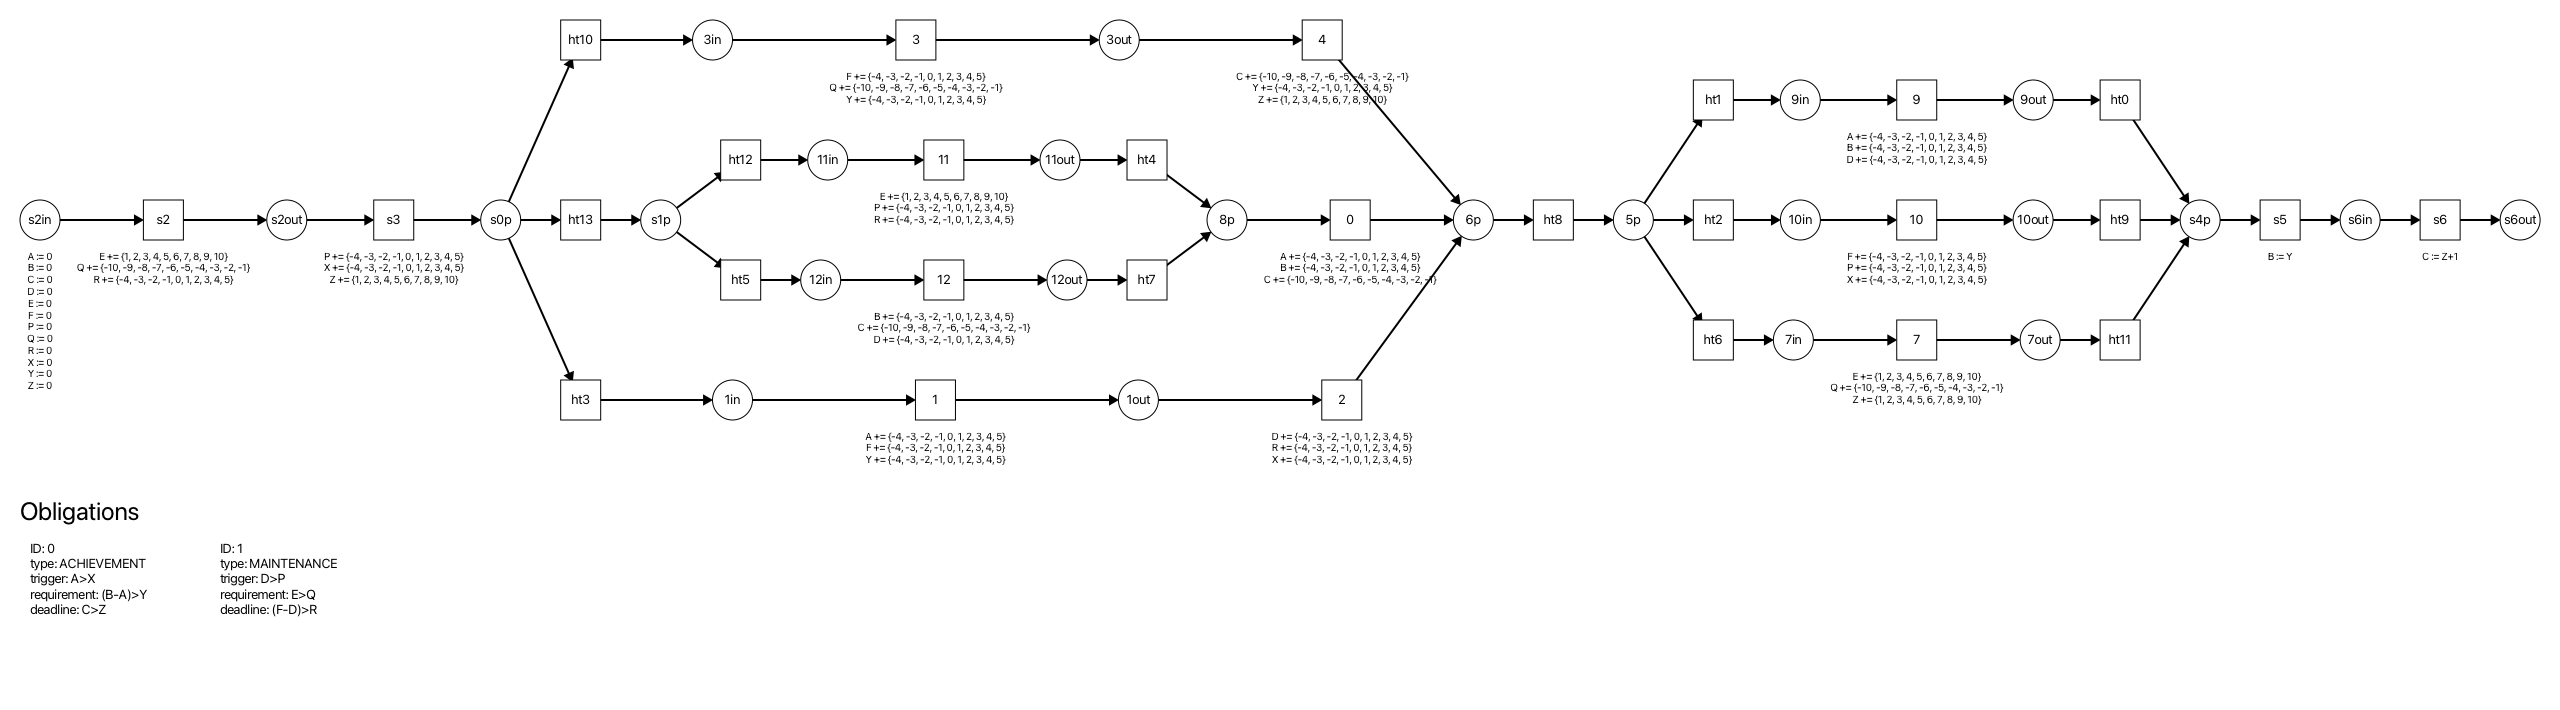 ht10
3in
3
3out
4
F += {-4, -3, -2, -1, 0, 1, 2, 3, 4, 5}
Q += {-10, -9, -8, -7, -6, -5, -4, -3, -2, -1}
Y += {-4, -3, -2, -1, 0, 1, 2, 3, 4, 5}
C += {-10, -9, -8, -7, -6, -5, -4, -3, -2, -1}
Y += {-4, -3, -2, -1, 0, 1, 2, 3, 4, 5}
Z += {1, 2, 3, 4, 5, 6, 7, 8, 9, 10}
ht1
9in
9
9out
ht0
A += {-4, -3, -2, -1, 0, 1, 2, 3, 4, 5}
B += {-4, -3, -2, -1, 0, 1, 2, 3, 4, 5}
D += {-4, -3, -2, -1, 0, 1, 2, 3, 4, 5}
ht12
11in
11
11out
ht4
E += {1, 2, 3, 4, 5, 6, 7, 8, 9, 10}
P += {-4, -3, -2, -1, 0, 1, 2, 3, 4, 5}
R += {-4, -3, -2, -1, 0, 1, 2, 3, 4, 5}
s2in
s2
s2out
s3
s0p
ht13
s1p
8p
0
6p
ht8
5p
ht2
10in
10
10out
ht9
s4p
s5
s6in
s6
s6out
A := 0
B := 0
C := 0
D := 0
E := 0
F := 0
P := 0
Q := 0
R := 0
X := 0
Y := 0
Z := 0
E += {1, 2, 3, 4, 5, 6, 7, 8, 9, 10}
Q += {-10, -9, -8, -7, -6, -5, -4, -3, -2, -1}
R += {-4, -3, -2, -1, 0, 1, 2, 3, 4, 5}
P += {-4, -3, -2, -1, 0, 1, 2, 3, 4, 5}
X += {-4, -3, -2, -1, 0, 1, 2, 3, 4, 5}
Z += {1, 2, 3, 4, 5, 6, 7, 8, 9, 10}
A += {-4, -3, -2, -1, 0, 1, 2, 3, 4, 5}
B += {-4, -3, -2, -1, 0, 1, 2, 3, 4, 5}
C += {-10, -9, -8, -7, -6, -5, -4, -3, -2, -1}
F += {-4, -3, -2, -1, 0, 1, 2, 3, 4, 5}
P += {-4, -3, -2, -1, 0, 1, 2, 3, 4, 5}
X += {-4, -3, -2, -1, 0, 1, 2, 3, 4, 5}
B := Y
C := Z+1
ht5
12in
12
12out
ht7
B += {-4, -3, -2, -1, 0, 1, 2, 3, 4, 5}
C += {-10, -9, -8, -7, -6, -5, -4, -3, -2, -1}
D += {-4, -3, -2, -1, 0, 1, 2, 3, 4, 5}
ht6
7in
7
7out
ht11
E += {1, 2, 3, 4, 5, 6, 7, 8, 9, 10}
Q += {-10, -9, -8, -7, -6, -5, -4, -3, -2, -1}
Z += {1, 2, 3, 4, 5, 6, 7, 8, 9, 10}
ht3
1in
1
1out
2
A += {-4, -3, -2, -1, 0, 1, 2, 3, 4, 5}
F += {-4, -3, -2, -1, 0, 1, 2, 3, 4, 5}
Y += {-4, -3, -2, -1, 0, 1, 2, 3, 4, 5}
D += {-4, -3, -2, -1, 0, 1, 2, 3, 4, 5}
R += {-4, -3, -2, -1, 0, 1, 2, 3, 4, 5}
X += {-4, -3, -2, -1, 0, 1, 2, 3, 4, 5}
Obligations
ID: 0
type: ACHIEVEMENT
trigger: A>X
requirement: (B-A)>Y
deadline: C>Z
ID: 1
type: MAINTENANCE
trigger: D>P
requirement: E>Q
deadline: (F-D)>R